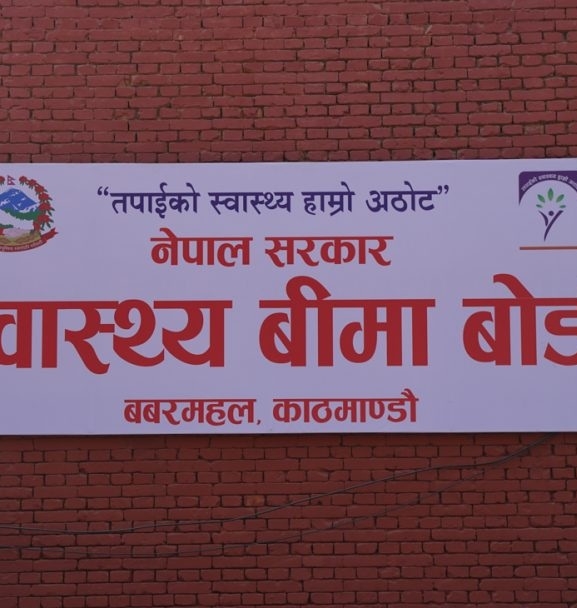 “तपाईको स्वास्थ्य हाम्रो अठोट”
नेपाल सरकार
वास्थ्य बीमा बोड
बबरमहल, काठमाण्डौ